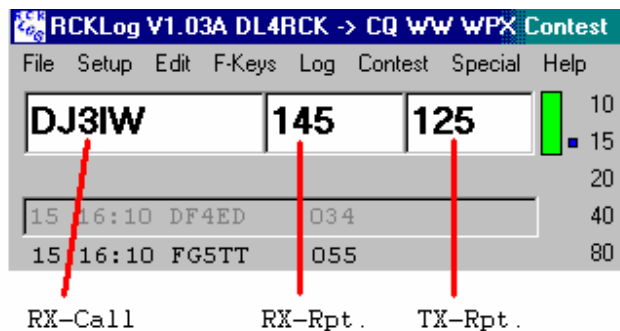 RCKLog V1.03A DL4RCK -> CQ WW WPX Contest
File Setup Edit F-Keys Log Contest Special Help
DJ3IW 145 125 10
15
20
15 16:10 DF4ED 034 40
15 16:10 FG5TT 055 80
RX-Call RX-Rpt. TX-Rpt.